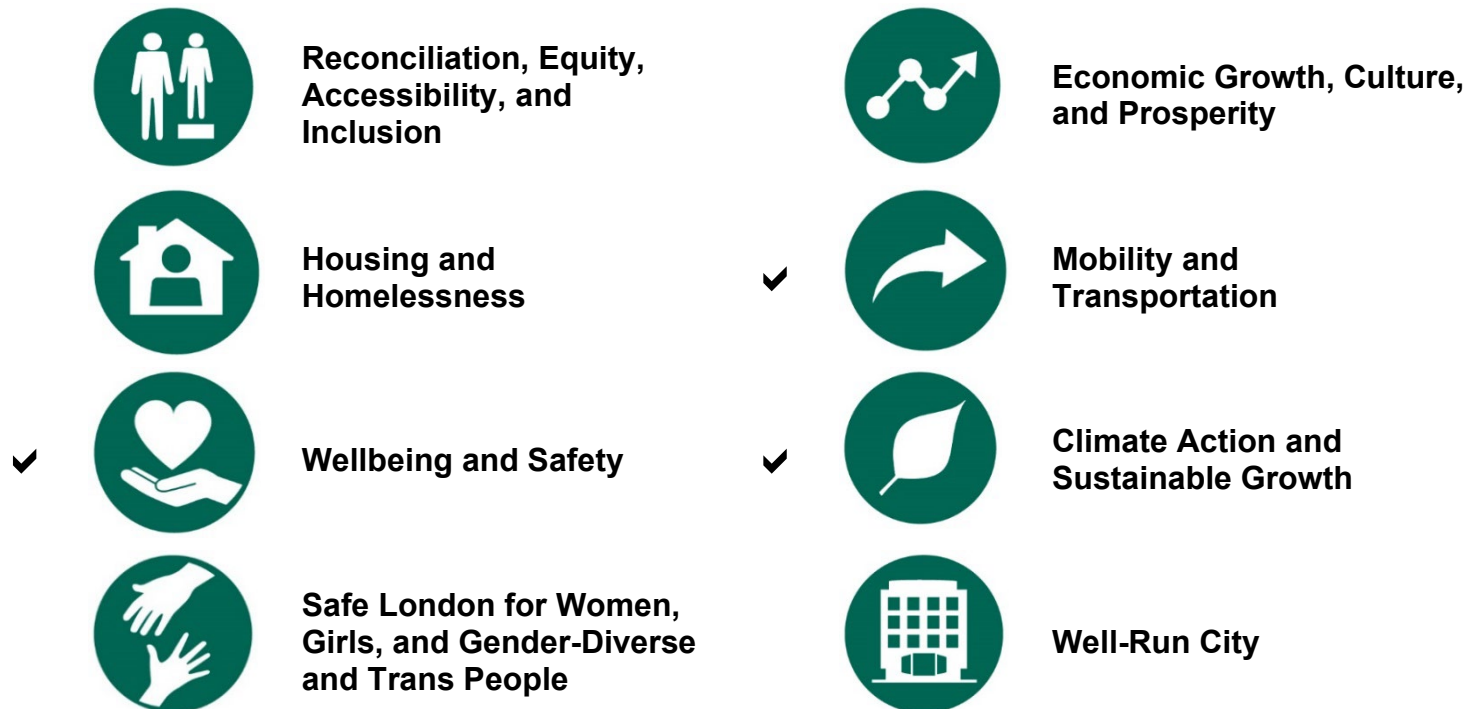 Reconciliation, Equity,
Accessibility, and
Inclusion
Economic Growth, Culture,
and Prosperity
Housing and
Homelessness
Mobility and
Transportation
Wellbeing and Safety
Climate Action and
Sustainable Growth
Safe London for Women,
Girls, and Gender-Diverse
and Trans People
Well-Run City